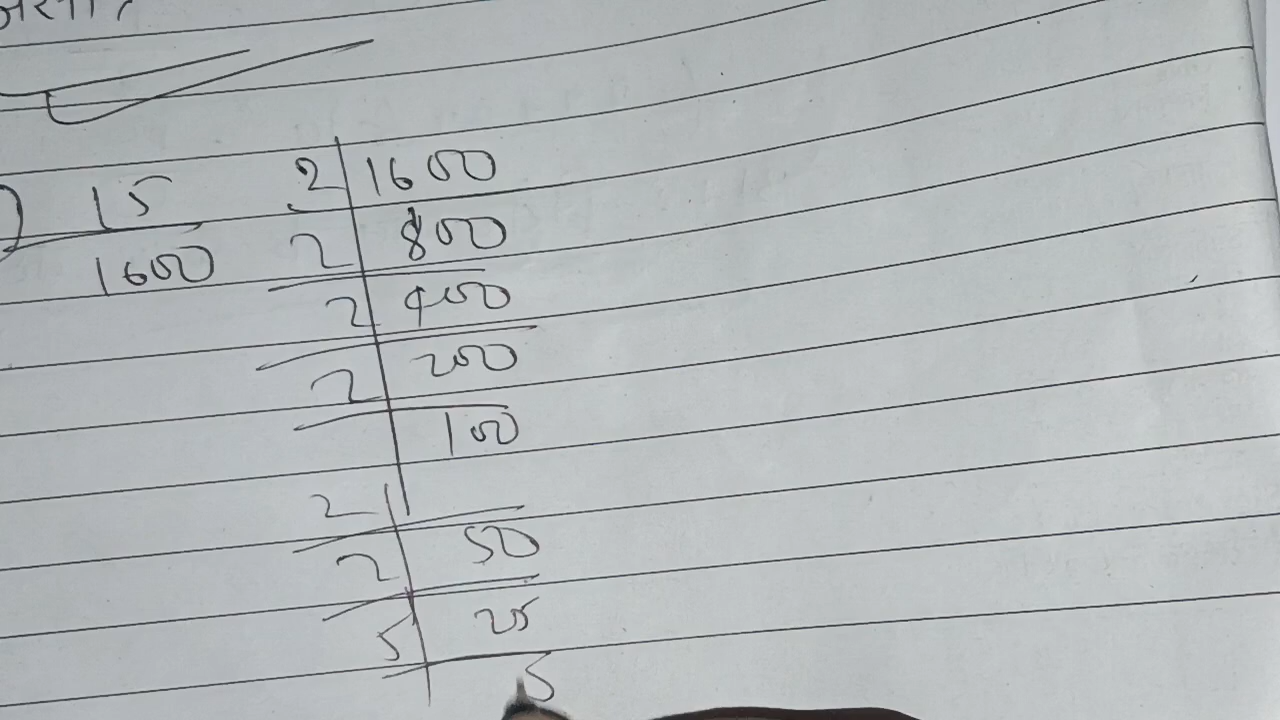 ) 15 2 | 1600
1600 2 | 800
2 | 400
2 | 200
100
2 |
2 | 50
5 | 25
5